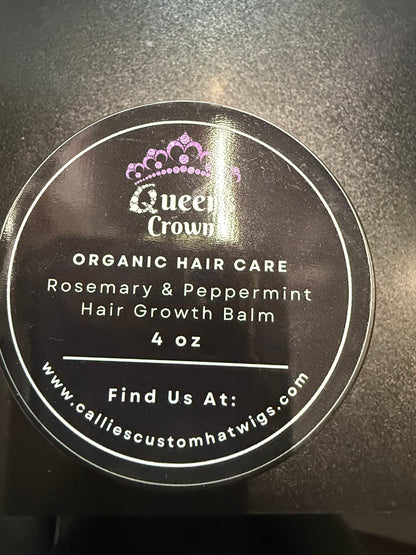 Queens
Crown
ORGANIC HAIR CARE
Rosemary & Peppermint
Hair Growth Balm
4 oz
Find Us At:
www.calliescustomhatwigs.com